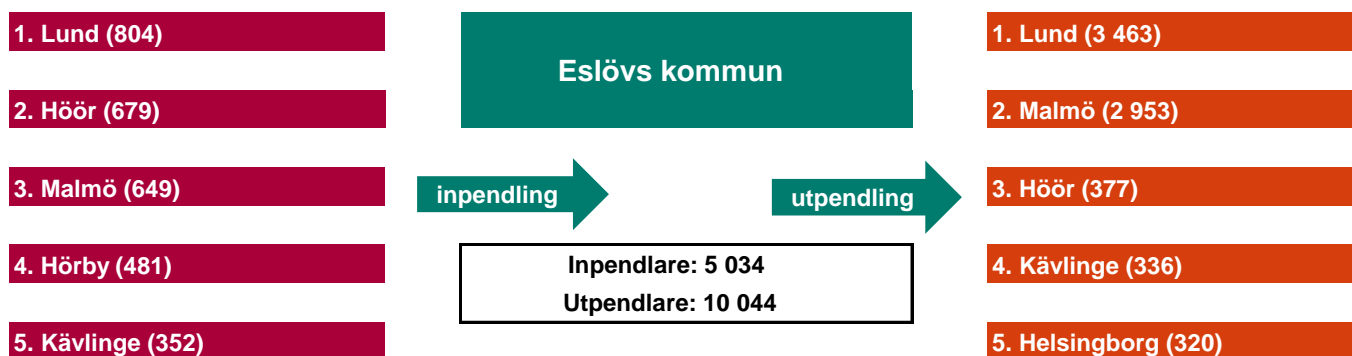 1. Lund (804)
2. Höör (679)
3. Malmö (649)
4. Hörby (481)
5. Kävlinge (352)
Eslövs kommun
inpendling
utpendling
Inpendlare: 5 034
Utpendlare: 10 044
1. Lund (3 463)
2. Malmö (2 953)
3. Höör (377)
4. Kävlinge (336)
5. Helsingborg (320)